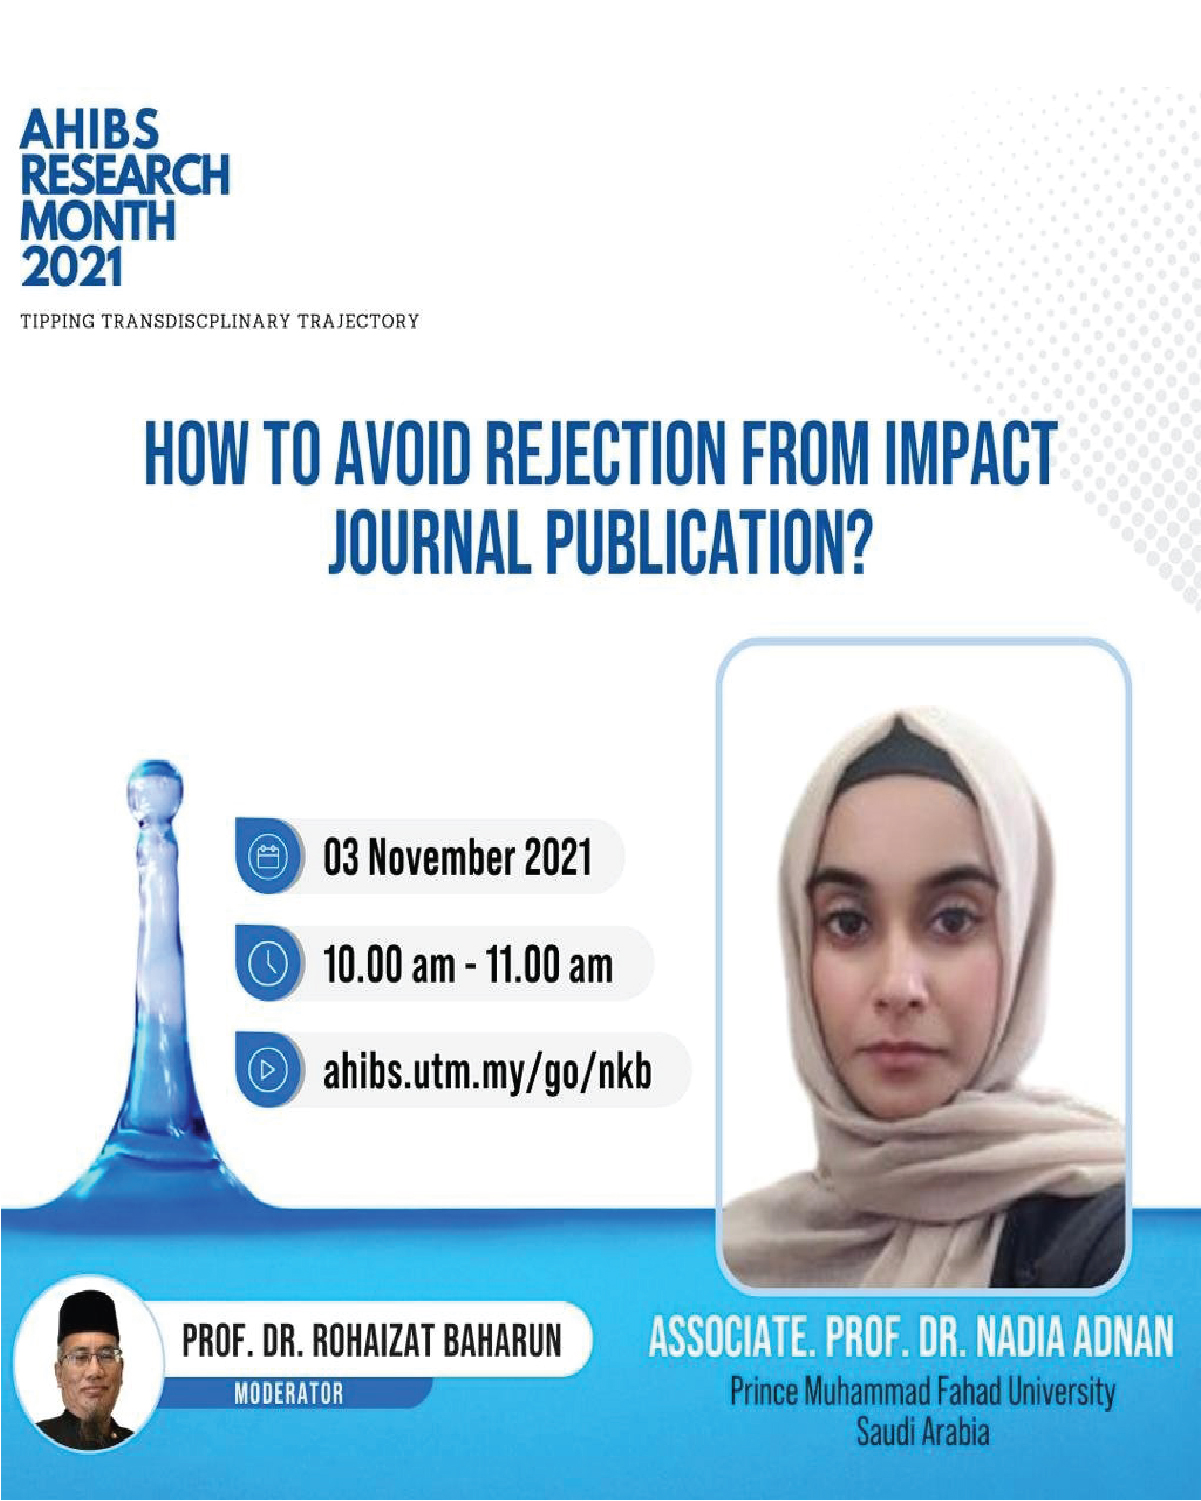 AHIBS
RESEARCH
MONTH
2021
TIPPING TRANSDISCPLINARY TRAJECTORY
HOW TO AVOID REJECTION FROM IMPACT
JOURNAL PUBLICATION?
03 November 2021
10.00 am - 11.00 am
ahibs.utm.my/go/nkb
PROF. DR. ROHAIZAT BAHARUN
MODERATOR
ASSOCIATE. PROF. DR. NADIA ADNAN
Prince Muhammad Fahad University
Saudi Arabia